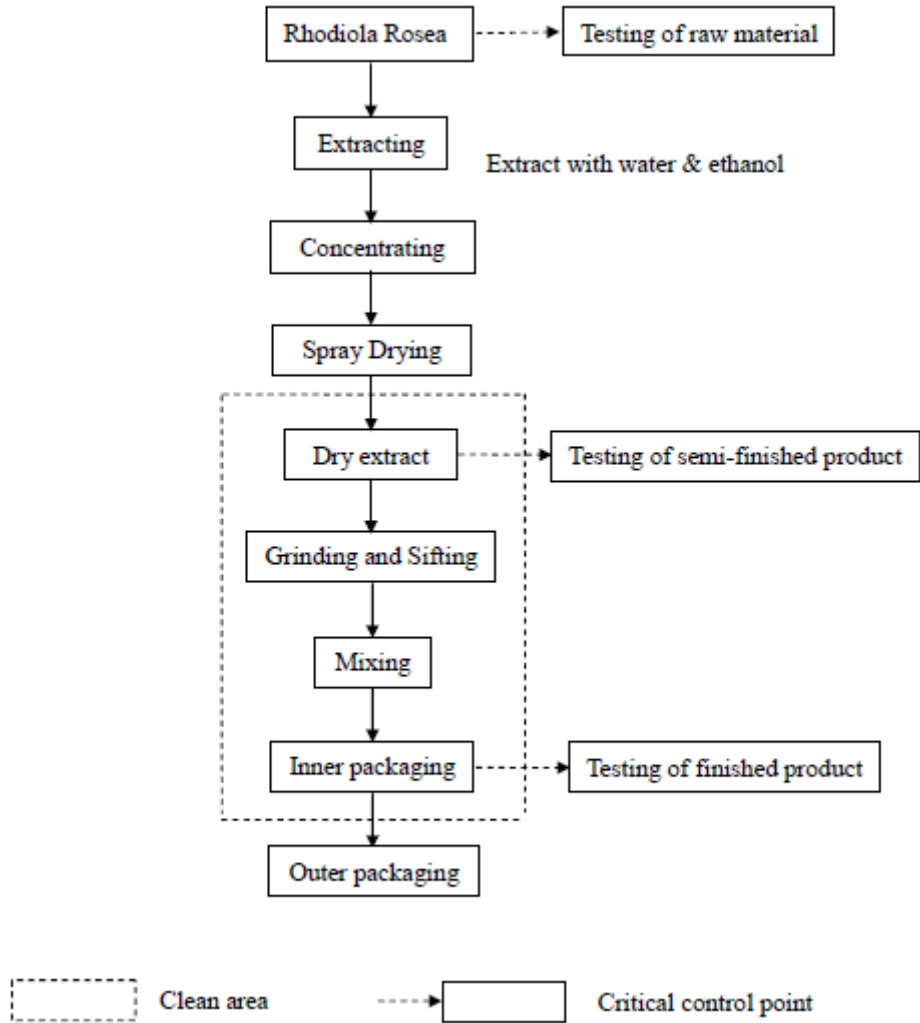 Rhodiola Rosea
Testing of raw material
Extracting
Extract with water & ethanol
Concentrating
Spray Drying
Dry extract
Testing of semi-finished product
Grinding and Sifting
Mixing
Inner packaging
Testing of finished product
Outer packaging
Clean area
Critical control point